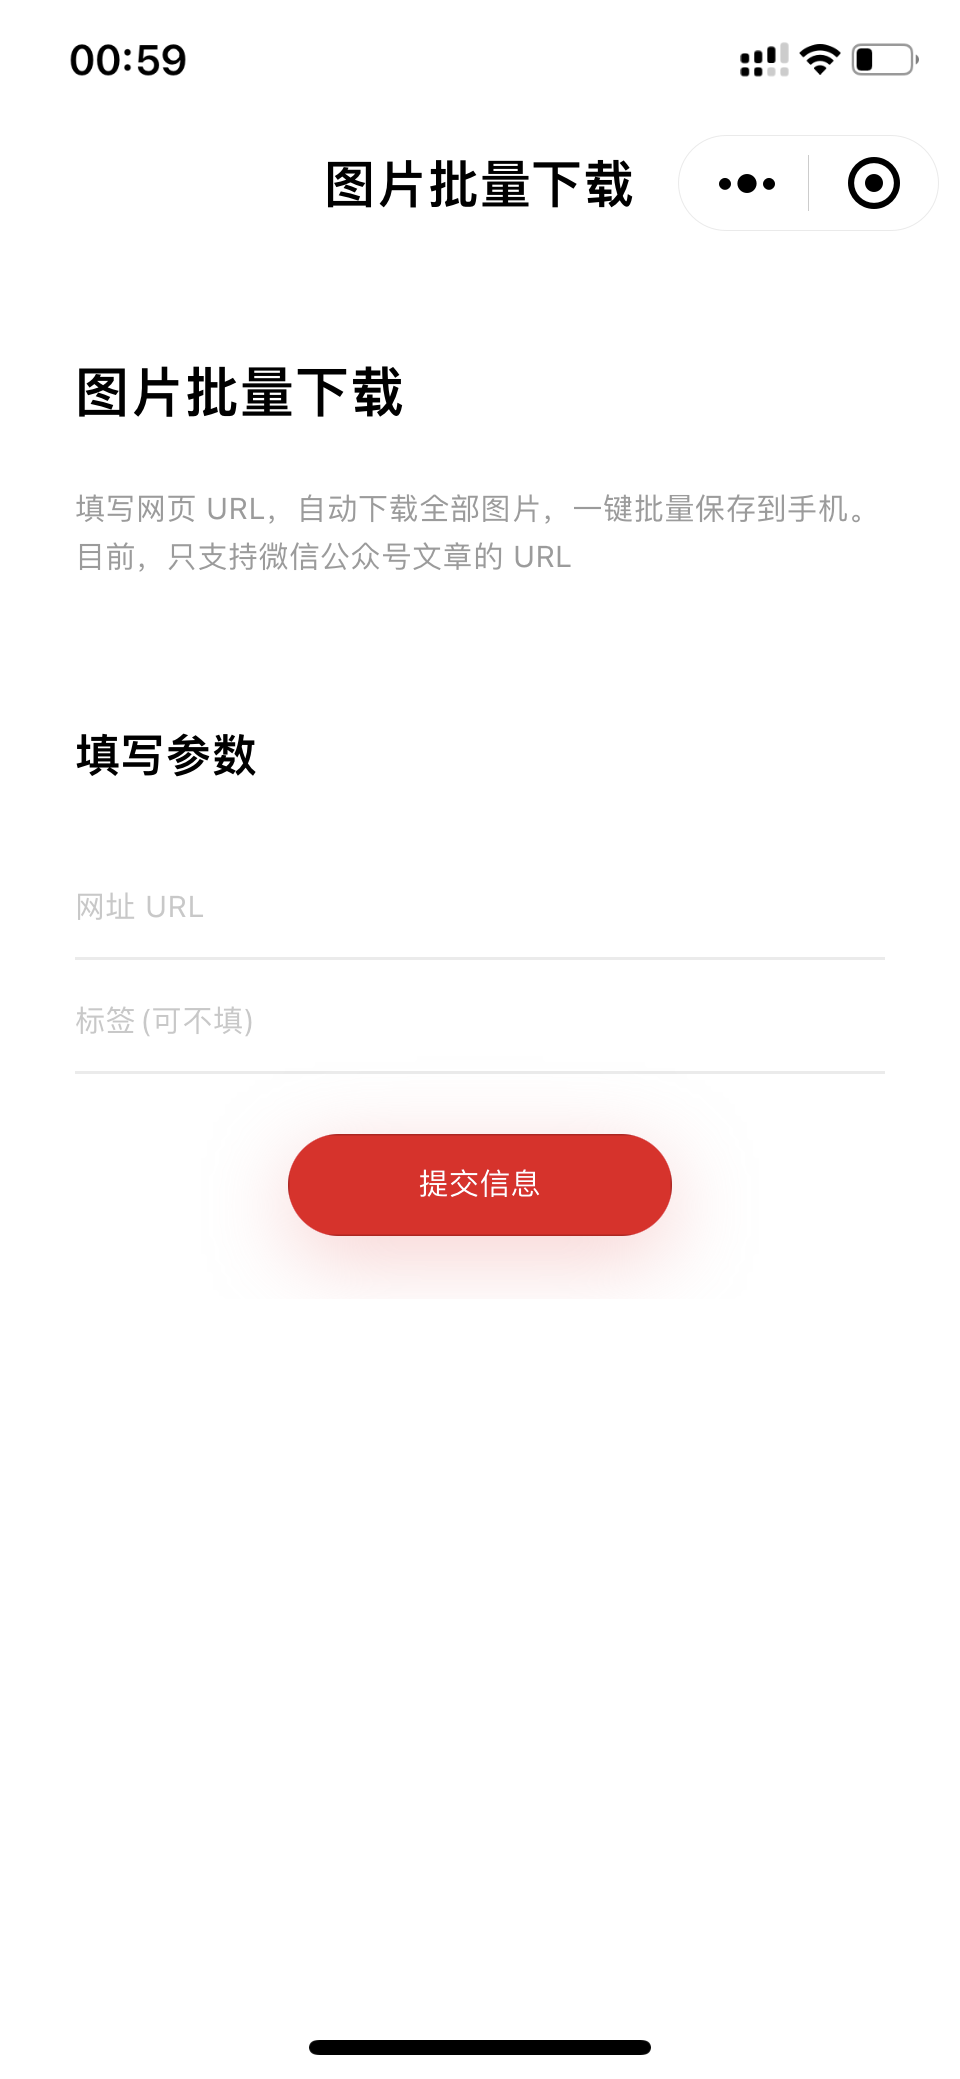 00:59
图片批量下载
图片批量下载
填写网页 URL，自动下载全部图片，一键批量保存到手机。
目前，只支持微信公众号文章的 URL
填写参数
网址 URL
标签 (可不填)
提交信息